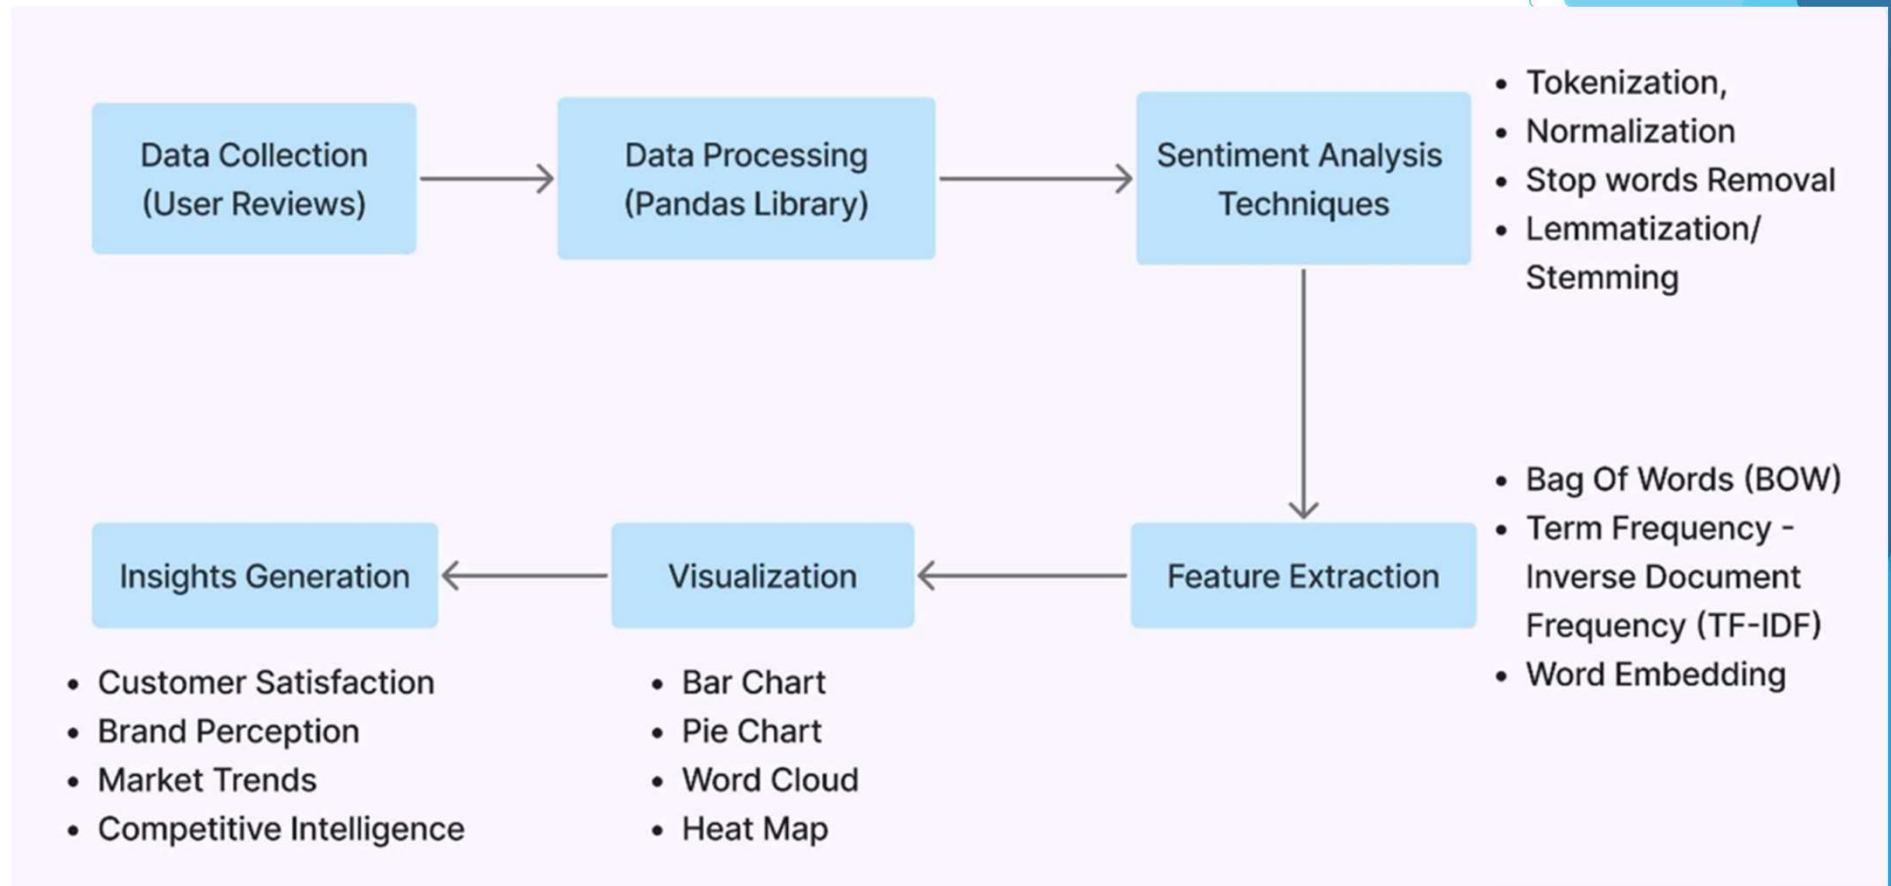 Data Collection
(User Reviews)
Data Processing
(Pandas Library)
Sentiment Analysis
Techniques
• Tokenization,
• Normalization
• Stop words Removal
• Lemmatization/
Stemming
Feature Extraction
• Bag Of Words (BOW)
• Term Frequency -
Inverse Document
Frequency (TF-IDF)
• Word Embedding
Visualization
• Bar Chart
• Pie Chart
• Word Cloud
• Heat Map
Insights Generation
• Customer Satisfaction
• Brand Perception
• Market Trends
• Competitive Intelligence